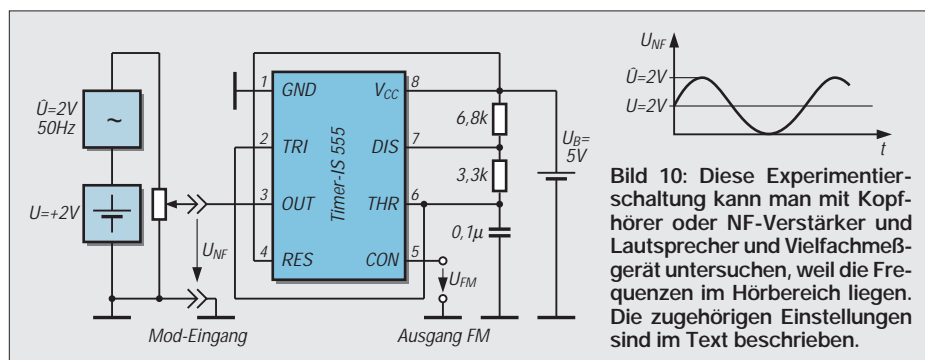 Û=2V
50Hz
~
U=+2V
U_NF
Mod-Eingang
1 GND
2 TRI
3 OUT
4 RES
Timer-IS 555
V_CC 8
DIS 7
THR 6
CON 5
6,8k
3,3k
0,1µ
U_B=
5V
U_FM
Ausgang FM
U_NF
Û=2V
U=2V
t
Bild 10: Diese Experimentier-
schaltung kann man mit Kopf-
hörer oder NF-Verstärker und
Lautsprecher und Vielfachmeß-
gerät untersuchen, weil die Fre-
quenzen im Hörbereich liegen.
Die zugehörigen Einstellungen
sind im Text beschrieben.